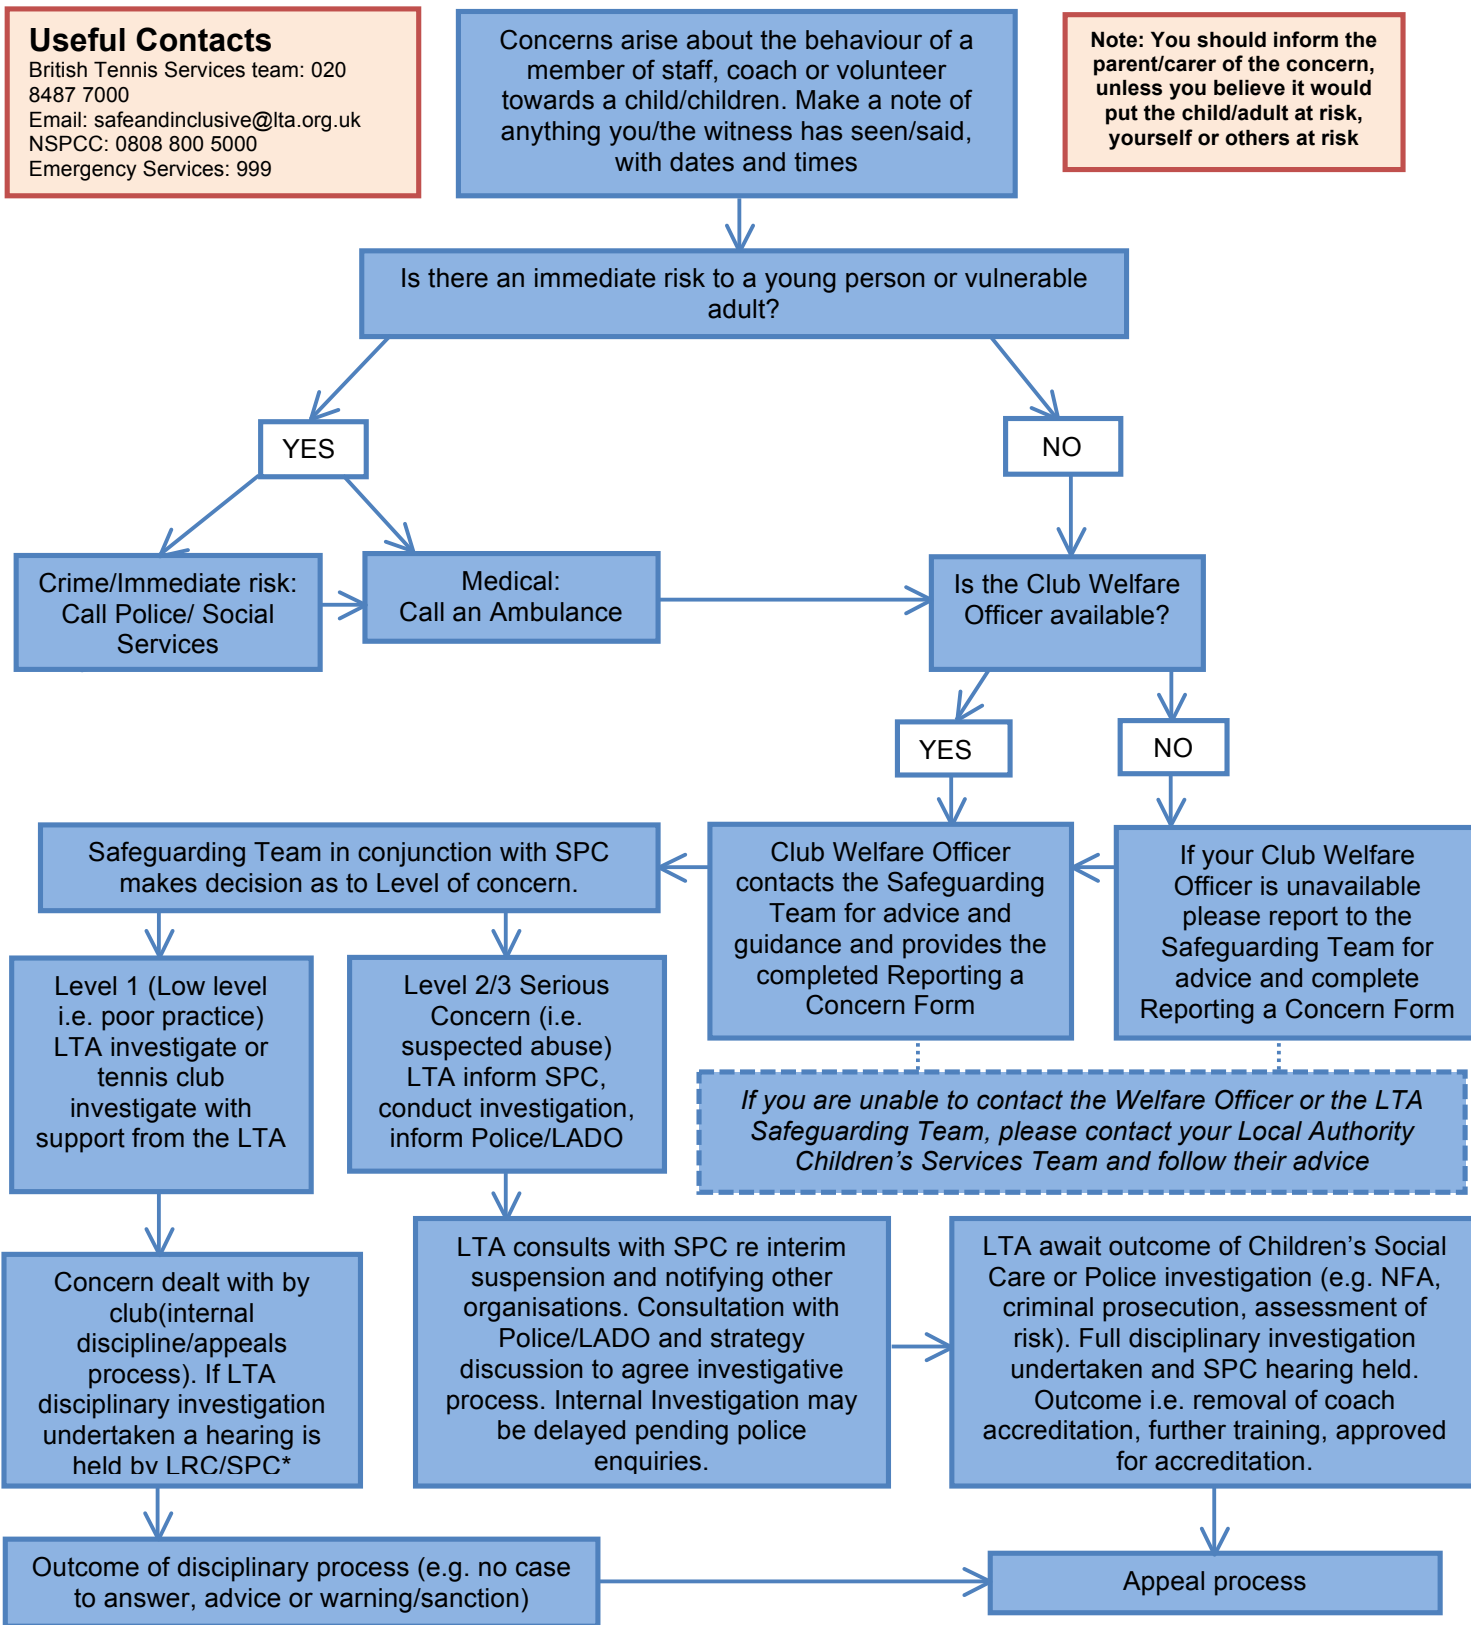 Useful Contacts
British Tennis Services team: 020
8487 7000
Email: safeandinclusive@lta.org.uk
NSPCC: 0808 800 5000
Emergency Services: 999
Concerns arise about the behaviour of a
member of staff, coach or volunteer
towards a child/children. Make a note of
anything you/the witness has seen/said,
with dates and times
Note: You should inform the
parent/carer of the concern,
unless you believe it would
put the child/adult at risk,
yourself or others at risk
Is there an immediate risk to a young person or vulnerable
adult?
YES
NO
Crime/Immediate risk:
Call Police/ Social
Services
Medical:
Call an Ambulance
Is the Club Welfare
Officer available?
YES
NO
Safeguarding Team in conjunction with SPC
makes decision as to Level of concern.
Club Welfare Officer
contacts the Safeguarding
Team for advice and
guidance and provides the
completed Reporting a
Concern Form
If your Club Welfare
Officer is unavailable
please report to the
Safeguarding Team for
advice and complete
Reporting a Concern Form
Level 1 (Low level
i.e. poor practice)
LTA investigate or
tennis club
investigate with
support from the LTA
Level 2/3 Serious
Concern (i.e.
suspected abuse)
LTA inform SPC,
conduct investigation,
inform Police/LADO
If you are unable to contact the Welfare Officer or the LTA
Safeguarding Team, please contact your Local Authority
Children's Services Team and follow their advice
Concern dealt with by
club(internal
discipline/appeals
process). If LTA
disciplinary investigation
undertaken a hearing is
held by LRC/SPC*
LTA consults with SPC re interim
suspension and notifying other
organisations. Consultation with
Police/LADO and strategy
discussion to agree investigative
process. Internal Investigation may
be delayed pending police
enquiries.
LTA await outcome of Children's Social
Care or Police investigation (e.g. NFA,
criminal prosecution, assessment of
risk). Full disciplinary investigation
undertaken and SPC hearing held.
Outcome i.e. removal of coach
accreditation, further training, approved
for accreditation.
Outcome of disciplinary process (e.g. no case
to answer, advice or warning/sanction)
Appeal process